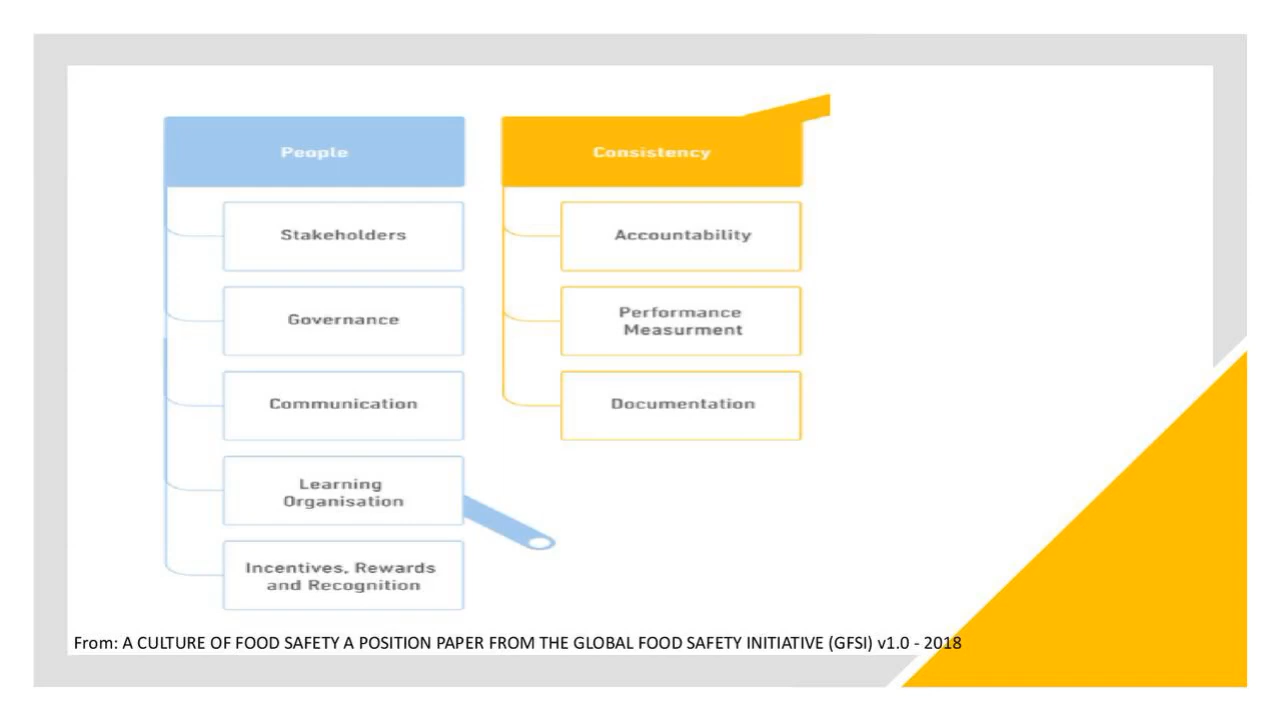 People
Stakeholders
Governance
Communication
Learning
Organisation
Incentives, Rewards
and Recognition
Consistency
Accountability
Performance
Measurment
Documentation
From: A CULTURE OF FOOD SAFETY A POSITION PAPER FROM THE GLOBAL FOOD SAFETY INITIATIVE (GFSI) v1.0 - 2018